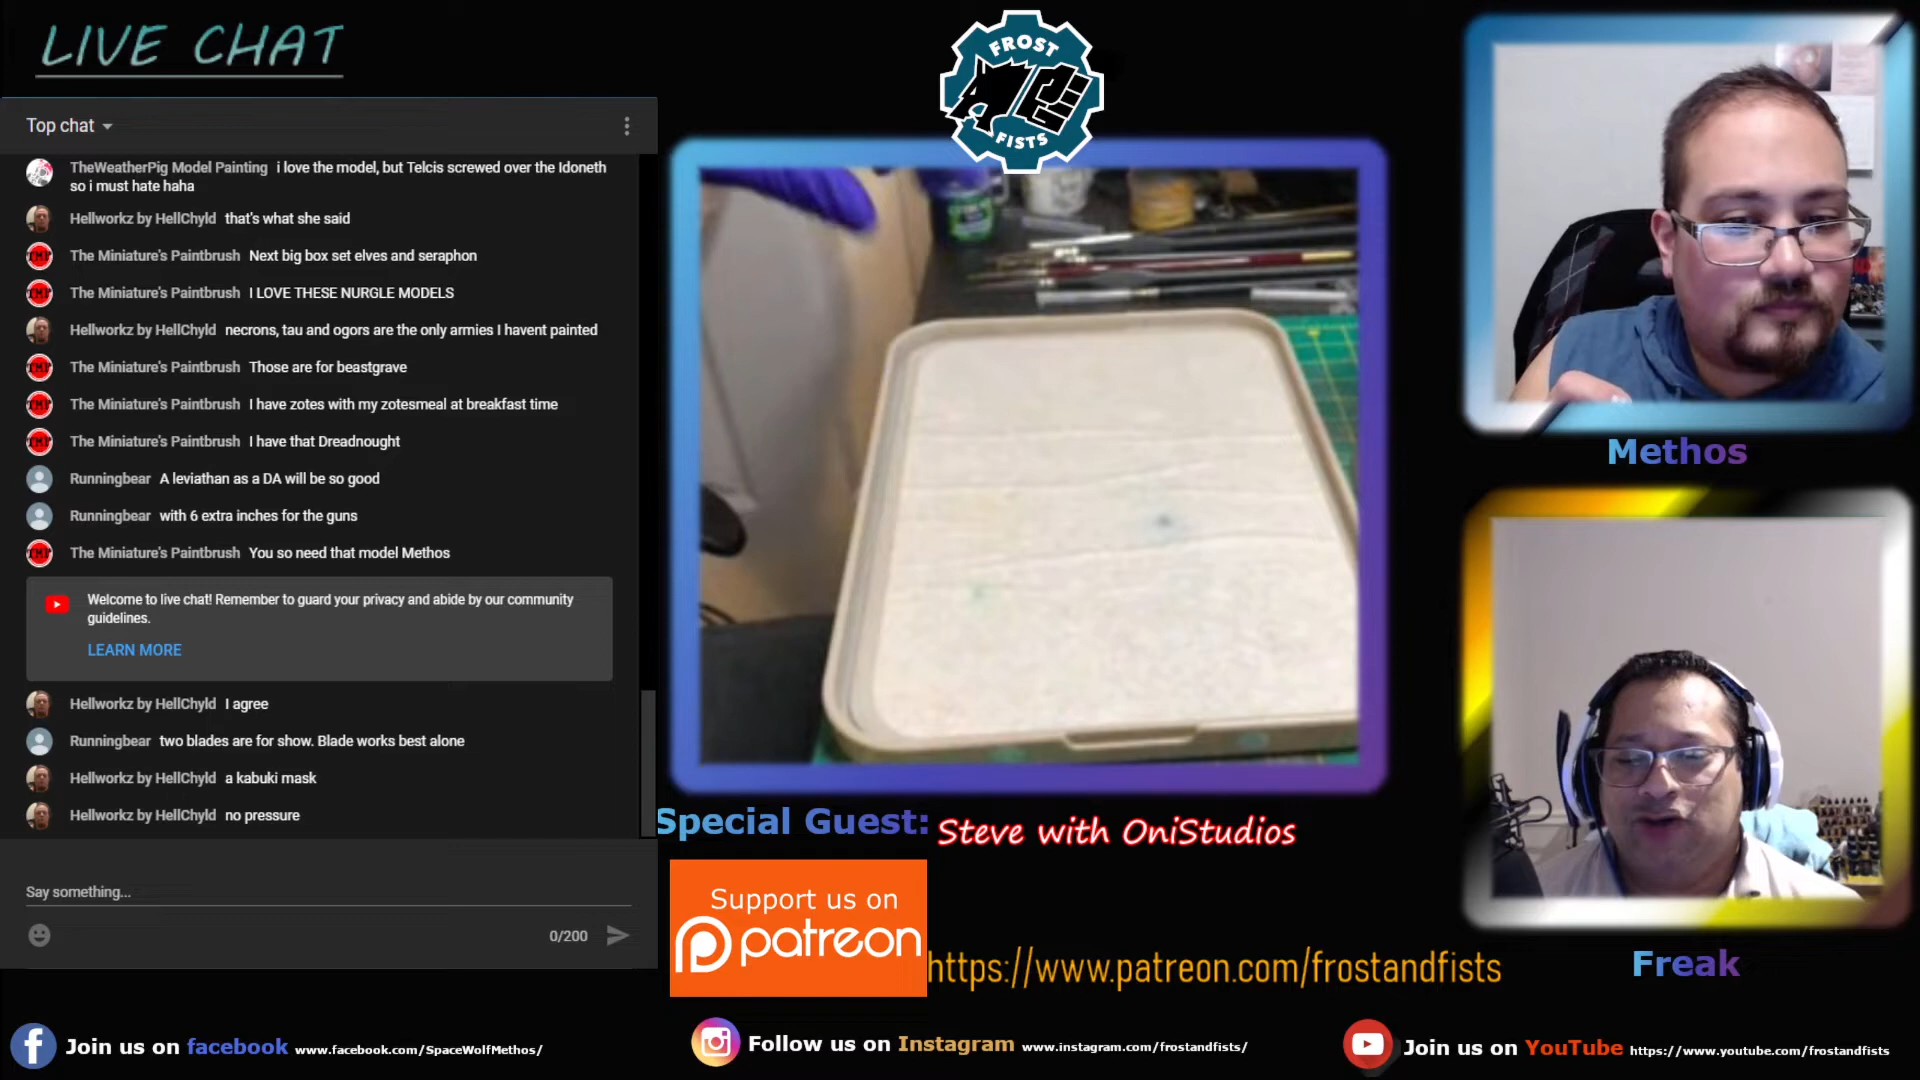 LIVE CHAT
Top chat
TheWeatherPig Model Painting i love the model, but Telcis screwed over the Idoneth
so i must hate haha
Hellworkz by HellChyld that's what she said
The Miniature's Paintbrush Next big box set elves and seraphon
The Miniature's Paintbrush I LOVE THESE NURGLE MODELS
Hellworkz by HellChyld necrons, tau and ogors are the only armies I havent painted
The Miniature's Paintbrush Those are for beastgrave
The Miniature's Paintbrush I have zotes with my zotesmeal at breakfast time
The Miniature's Paintbrush I have that Dreadnought
Runningbear A leviathan as a DA will be so good
Runningbear with 6 extra inches for the guns
The Miniature's Paintbrush You so need that model Methos
Welcome to live chat! Remember to guard your privacy and abide by our community
guidelines.
LEARN MORE
Hellworkz by HellChyld I agree
Runningbear two blades are for show. Blade works best alone
Hellworkz by HellChyld a kabuki mask
Hellworkz by HellChyld no pressure
Say something...
0/200
FROST
FISTS
Methos
Special Guest: Steve with OniStudios
Support us on
patreon
https://www.patreon.com/frostandfists
Freak
Join us on facebook www.facebook.com/SpaceWolfMethos/
Follow us on Instagram www.instagram.com/frostandfists/
Join us on YouTube https://www.youtube.com/frostandfists